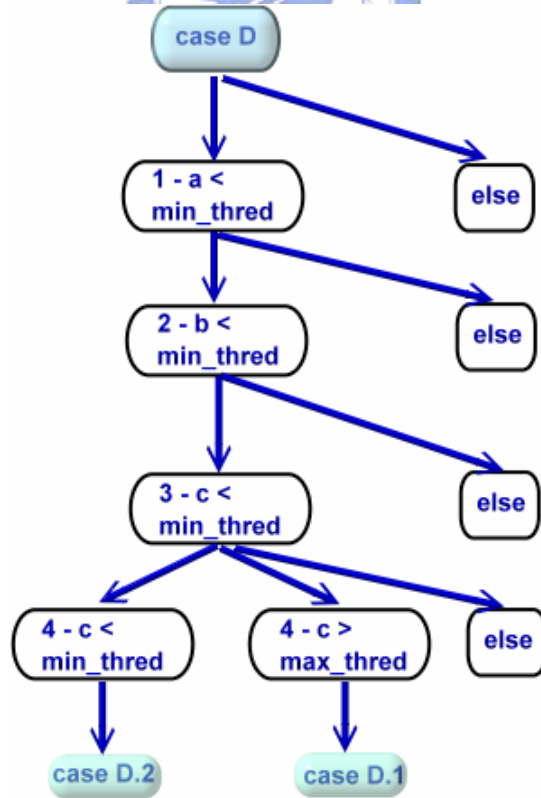 case D
1 - a <
min_thred
else
2 - b <
min_thred
else
3 - c <
min_thred
else
4 - c <
min_thred
4 - c >
max_thred
else
case D.2
case D.1